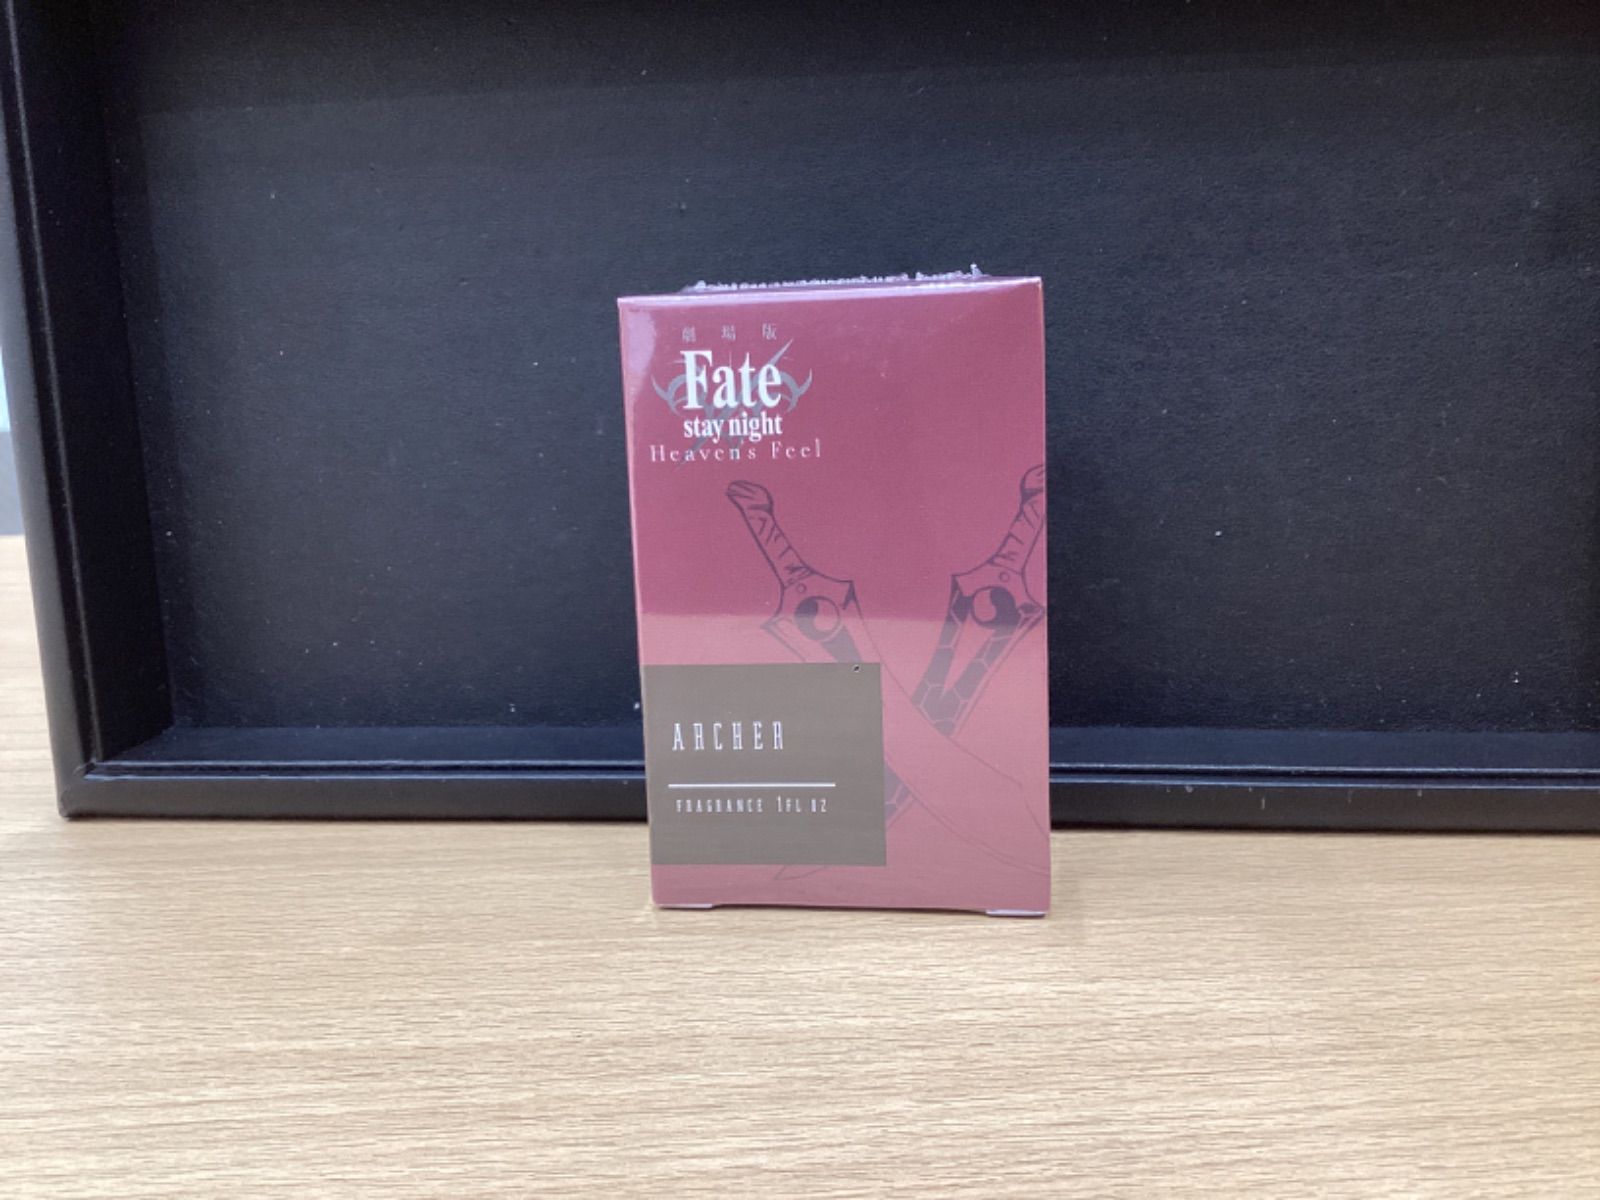 劇場版
Fate
stay night
Heaven's Feel
ARCHER
FRAGRANCE 1FL OZ